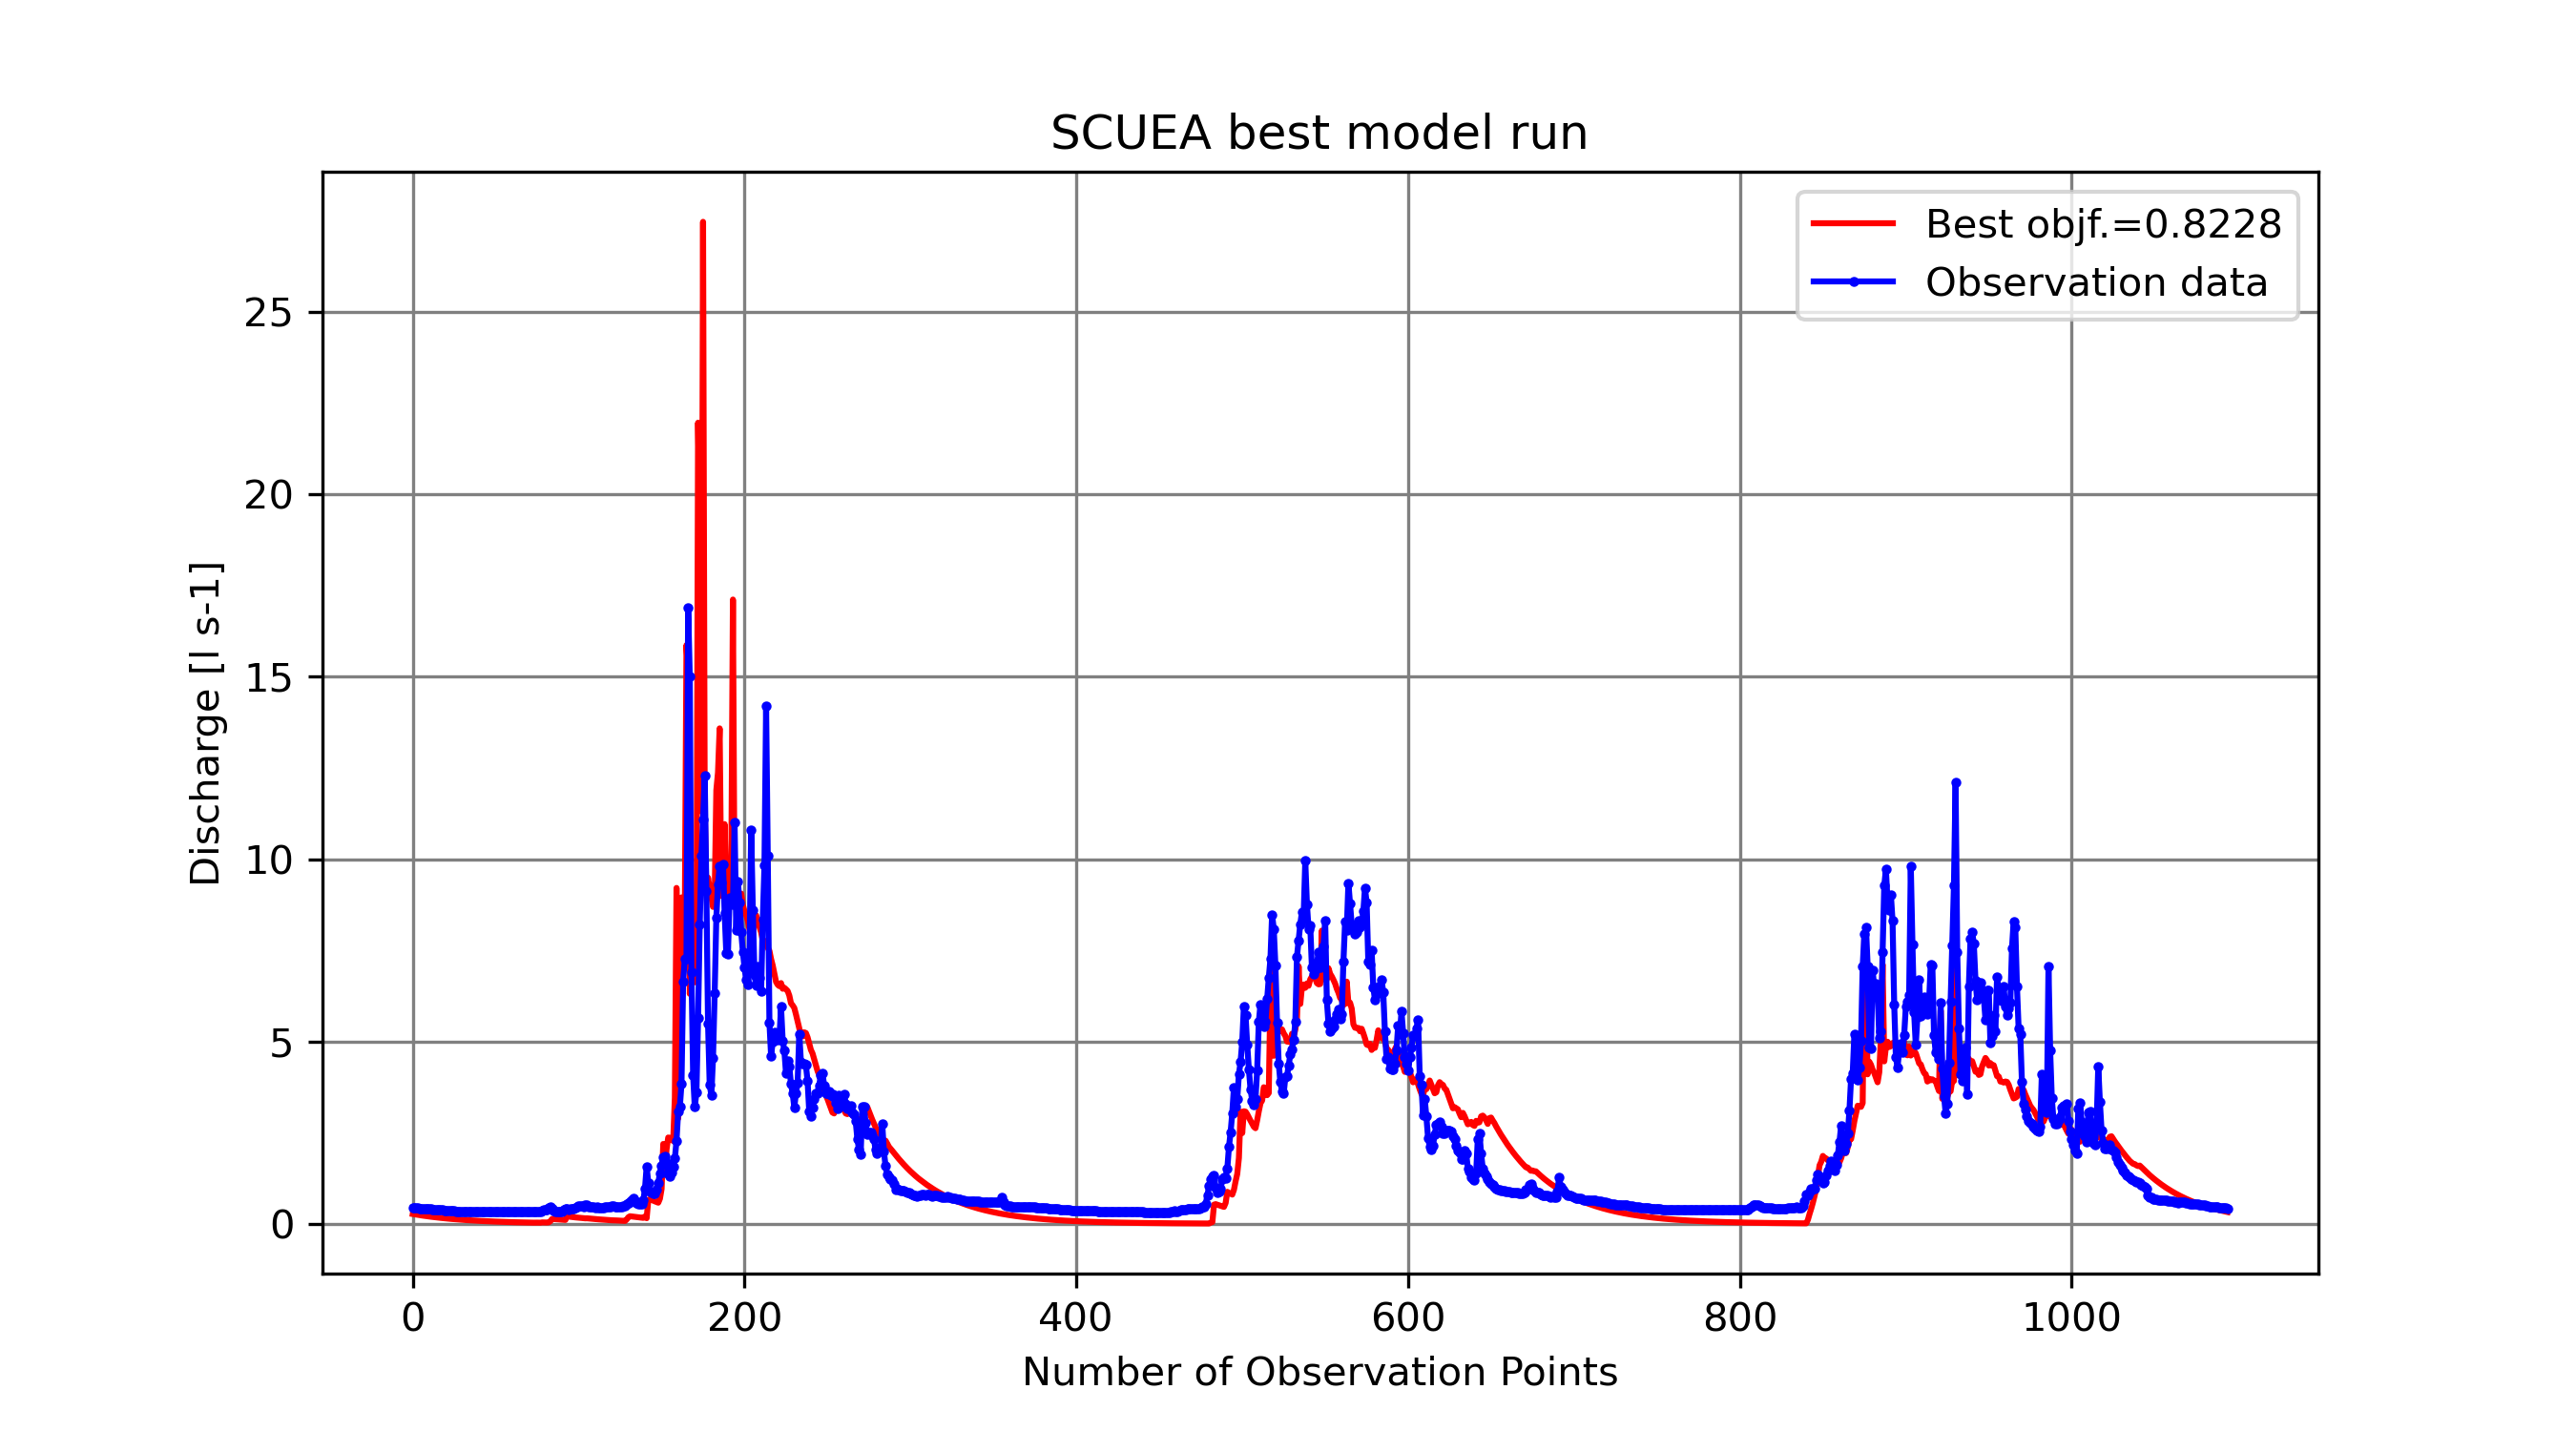 SCUEA best model run
Best objf.=0.8228
Observation data
25
20
15
10
5
0
Discharge [l s-1]
0 200 400 600 800 1000
Number of Observation Points